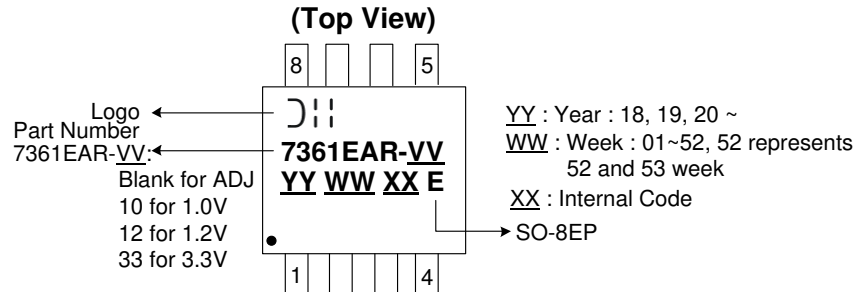 (Top View)
8 5
Logo
Part Number
7361EAR-VV:
Blank for ADJ
10 for 1.0V
12 for 1.2V
33 for 3.3V
7361EAR-VV
YY WW XX E
1 4
YY : Year : 18, 19, 20 ~
WW : Week : 01~52, 52 represents
52 and 53 week
XX : Internal Code
SO-8EP